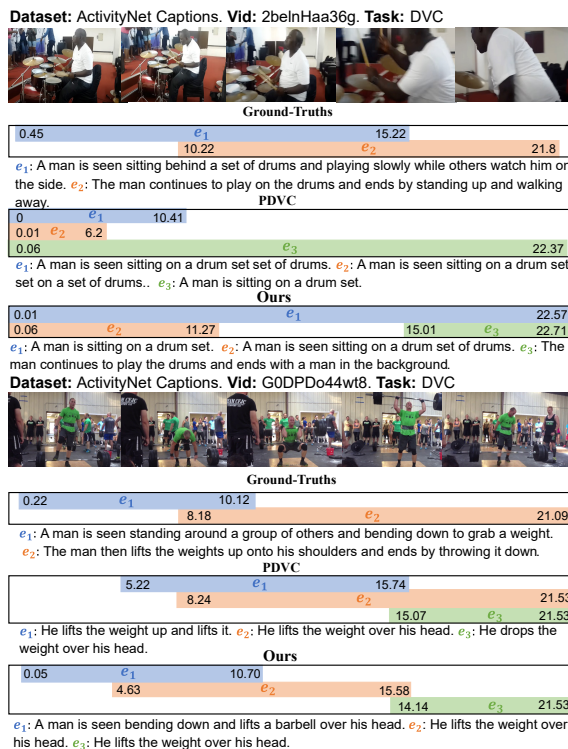 Dataset: ActivityNet Captions. Vid: 2belnHaa36g. Task: DVC
Ground-Truths
0.45 e1 15.22
10.22 e2 21.8
e1: A man is seen sitting behind a set of drums and playing slowly while others watch him on
the side. e2: The man continues to play on the drums and ends by standing up and walking
away.
PDVC
0 e1 10.41
0.01 e2 6.2
0.06 e3 22.37
e1: A man is seen sitting on a drum set set of drums. e2: A man is seen sitting on a drum set
set on a set of drums.. e3: A man is sitting on a drum set.
Ours
0.01 e1 22.57
0.06 e2 11.27 15.01 e3 22.71
e1: A man is sitting on a drum set. e2: A man is seen sitting on a drum set of drums. e3: The
man continues to play the drums and ends with a man in the background.
Dataset: ActivityNet Captions. Vid: G0DPDo44wt8. Task: DVC
Ground-Truths
0.22 e1 10.12
8.18 e2 21.09
e1: A man is seen standing around a group of others and bending down to grab a weight.
e2: The man then lifts the weights up onto his shoulders and ends by throwing it down.
PDVC
5.22 e1 15.74
8.24 e2 21.53
15.07 e3 21.53
e1: He lifts the weight up and lifts it. e2: He lifts the weight over his head. e3: He drops the
weight over his head.
Ours
0.05 e1 10.70
4.63 e2 15.58
14.14 e3 21.53
e1: A man is seen bending down and lifts a barbell over his head. e2: He lifts the weight over
his head. e3: He lifts the weight over his head.